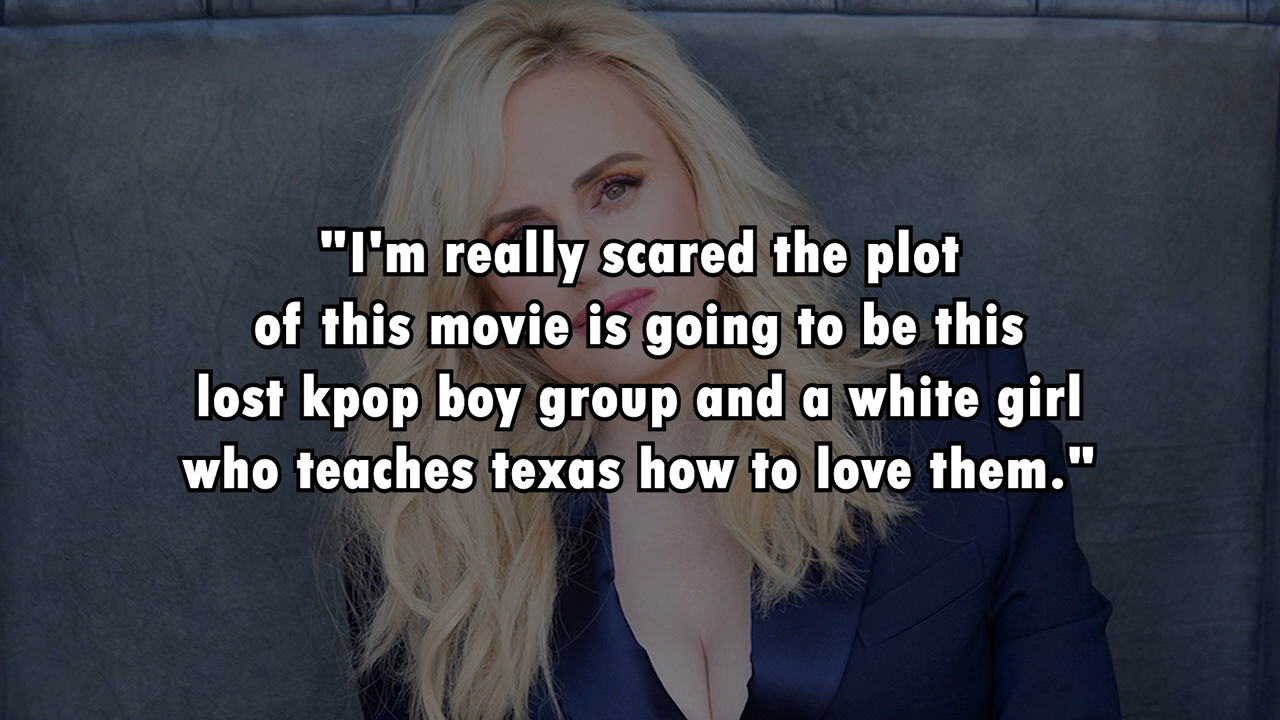 "I'm really scared the plot
of this movie is going to be this
lost kpop boy group and a white girl
who teaches texas how to love them."